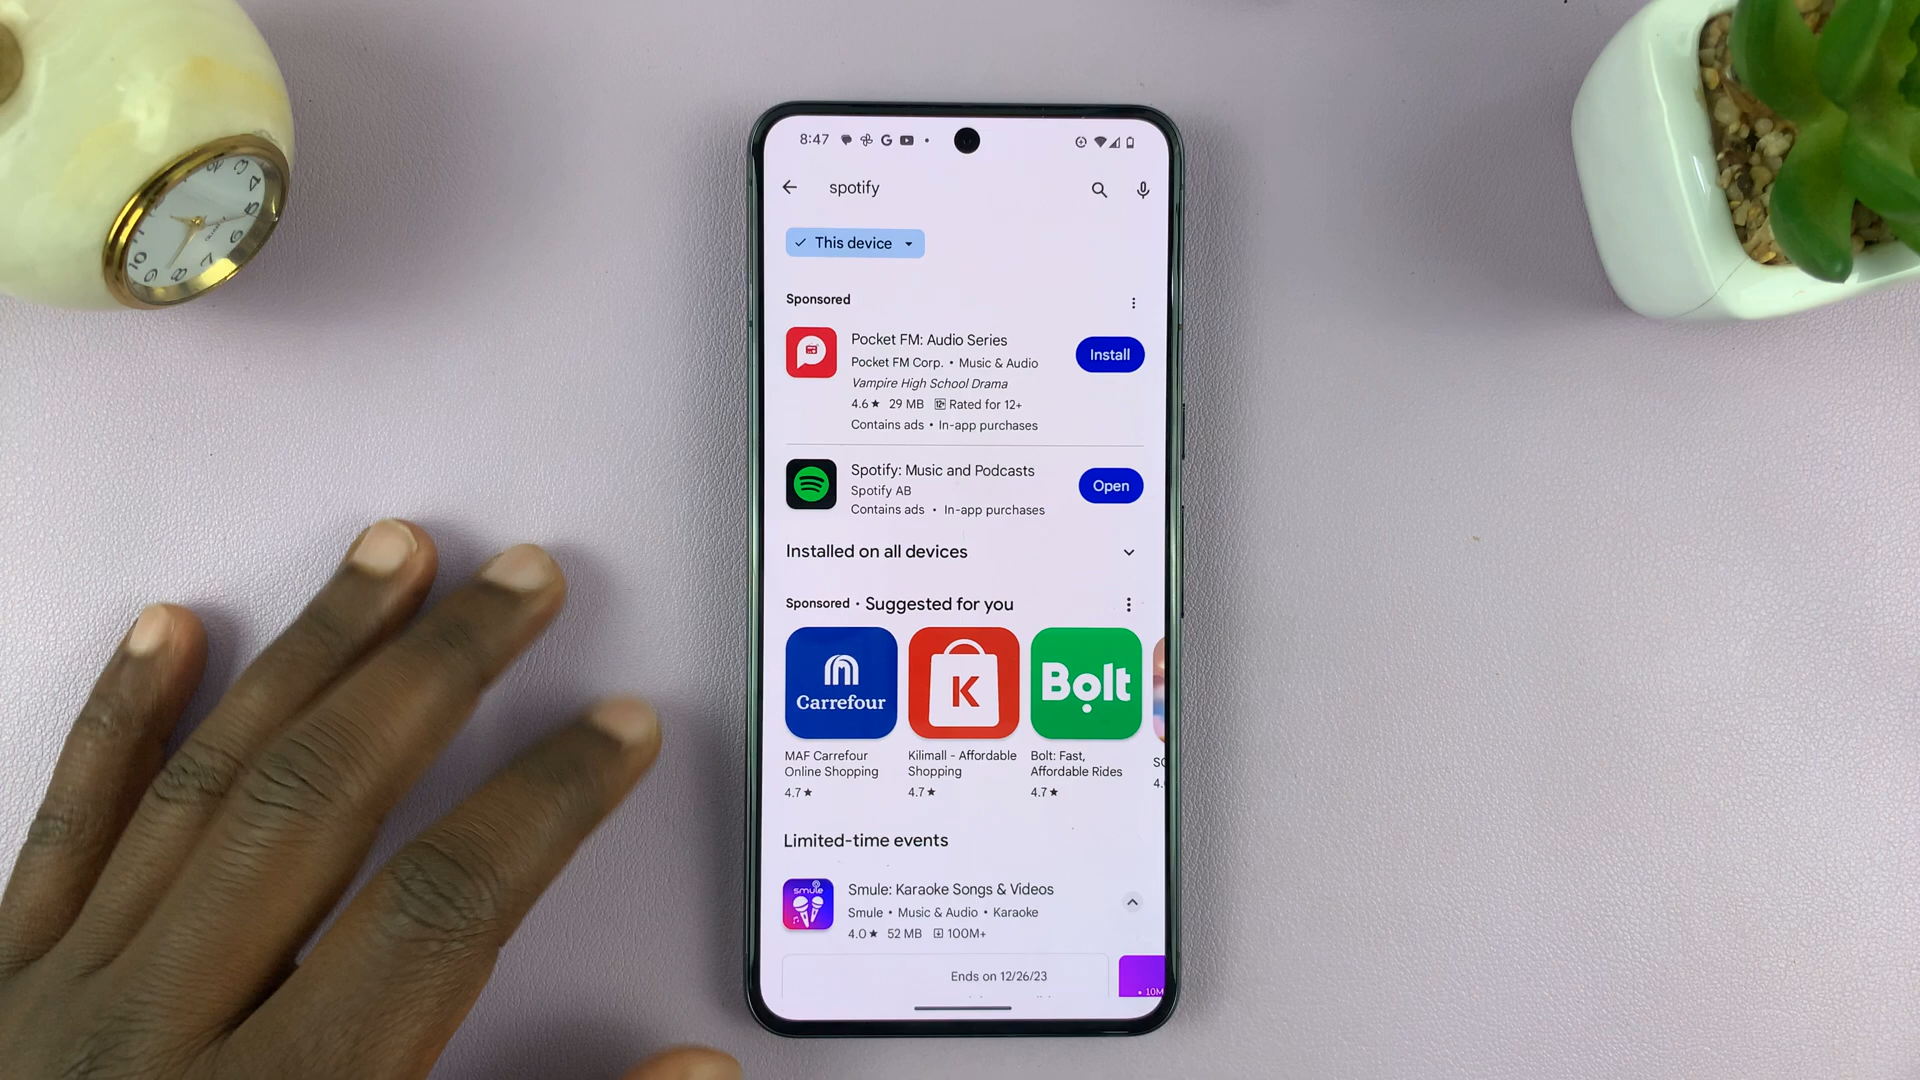 8:47
spotify
This device
Sponsored
Pocket FM: Audio Series
Pocket FM Corp. • Music & Audio
Vampire High School Drama
4.6★ 29 MB 12+ Rated for 12+
Contains ads • In-app purchases
Install
Spotify: Music and Podcasts
Spotify AB
Contains ads • In-app purchases
Open
Installed on all devices
Sponsored • Suggested for you
Carrefour
K
Bolt
MAF Carrefour
Online Shopping
4.7★
Kilimall - Affordable
Shopping
4.7★
Bolt: Fast,
Affordable Rides
4.7★
Limited-time events
smule
Smule: Karaoke Songs & Videos
Smule • Music & Audio • Karaoke
4.0★ 52 MB 100M+
Ends on 12/26/23